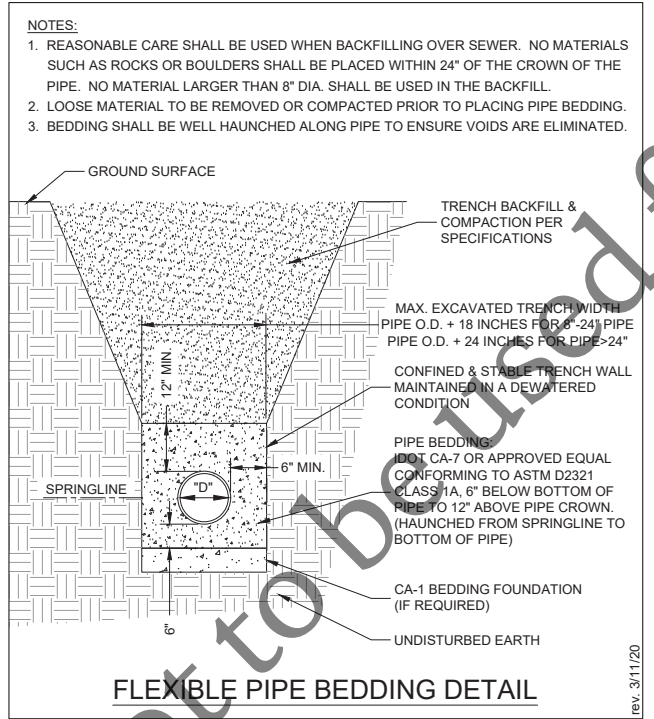 NOTES:
1. REASONABLE CARE SHALL BE USED WHEN BACKFILLING OVER SEWER. NO MATERIALS
SUCH AS ROCKS OR BOULDERS SHALL BE PLACED WITHIN 24" OF THE CROWN OF THE
PIPE. NO MATERIAL LARGER THAN 8" DIA. SHALL BE USED IN THE BACKFILL.
2. LOOSE MATERIAL TO BE REMOVED OR COMPACTED PRIOR TO PLACING PIPE BEDDING.
3. BEDDING SHALL BE WELL HAUNCHED ALONG PIPE TO ENSURE VOIDS ARE ELIMINATED.
GROUND SURFACE
TRENCH BACKFILL &
COMPACTION PER
SPECIFICATIONS
MAX. EXCAVATED TRENCH WIDTH
PIPE O.D. + 18 INCHES FOR 8"-24" PIPE
PIPE O.D. + 24 INCHES FOR PIPE>24"
12" MIN.
CONFINED & STABLE TRENCH WALL
MAINTAINED IN A DEWATERED
CONDITION
6" MIN.
SPRINGLINE
"D"
PIPE BEDDING:
IDOT CA-7 OR APPROVED EQUAL
CONFORMING TO ASTM D2321
CLASS 1A, 6" BELOW BOTTOM OF
PIPE TO 12" ABOVE PIPE CROWN.
(HAUNCHED FROM SPRINGLINE TO
BOTTOM OF PIPE)
6"
CA-1 BEDDING FOUNDATION
(IF REQUIRED)
UNDISTURBED EARTH
FLEXIBLE PIPE BEDDING DETAIL
rev. 3/11/20
to be used